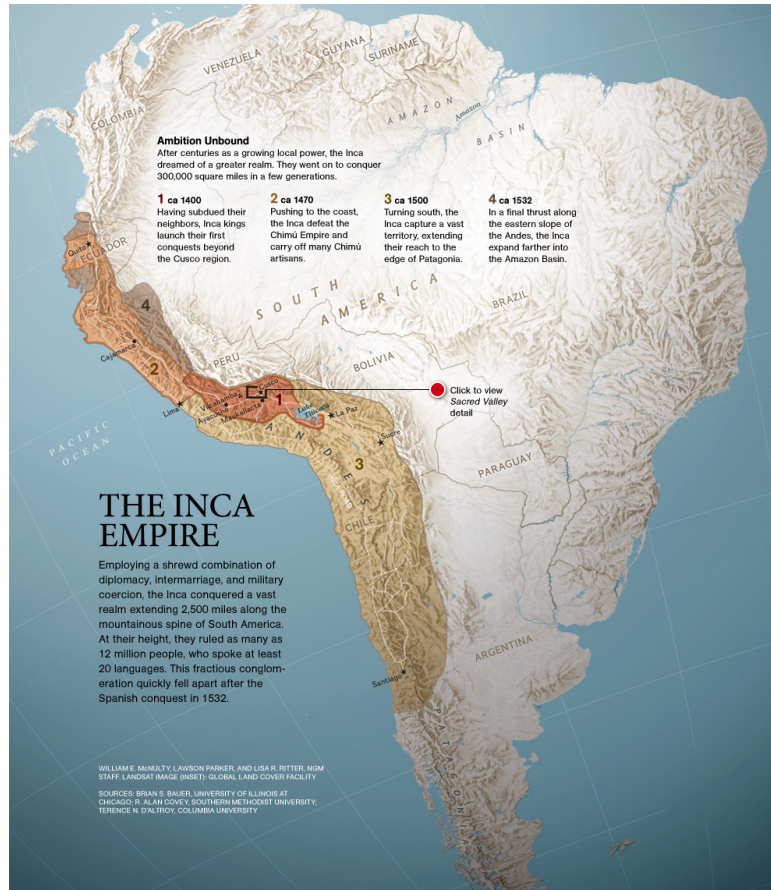 VENEZUELA
GUYANA
SURINAME
COLOMBIA
AMAZON
Amazon
BASIN
Ambition Unbound
After centuries as a growing local power, the Inca
dreamed of a greater realm. They went on to conquer
300,000 square miles in a few generations.
1 ca 1400
Having subdued their
neighbors, Inca kings
launch their first
conquests beyond
the Cusco region.
2 ca 1470
Pushing to the coast,
the Inca defeat the
Chimú Empire and
carry off many Chimú
artisans.
3 ca 1500
Turning south, the
Inca capture a vast
territory, extending
their reach to the
edge of Patagonia.
4 ca 1532
In a final thrust along
the eastern slope of
the Andes, the Inca
expand farther into
the Amazon Basin.
Quito
ECUADOR
SOUTH
AMERICA
BRAZIL
4
Cajamarca
PERU
BOLIVIA
2
Lima
Vilcabamba
Cusco
Ayacucho
Maukallacta
1
Lake
Titicaca
La Paz
Click to view
Sacred Valley
detail
PACIFIC
OCEAN
ANDES
Sucre
3
PARAGUAY
CHILE
THE INCA
EMPIRE
Employing a shrewd combination of
diplomacy, intermarriage, and military
coercion, the Inca conquered a vast
realm extending 2,500 miles along the
mountainous spine of South America.
At their height, they ruled as many as
12 million people, who spoke at least
20 languages. This fractious conglom-
eration quickly fell apart after the
Spanish conquest in 1532.
ARGENTINA
Santiago
PATAGONIA
WILLIAM E. McNULTY, LAWSON PARKER, AND LISA R. RITTER, NGM
STAFF. LANDSAT IMAGE (INSET): GLOBAL LAND COVER FACILITY
SOURCES: BRIAN S. BAUER, UNIVERSITY OF ILLINOIS AT
CHICAGO; R. ALAN COVEY, SOUTHERN METHODIST UNIVERSITY;
TERENCE N. D'ALTROY, COLUMBIA UNIVERSITY